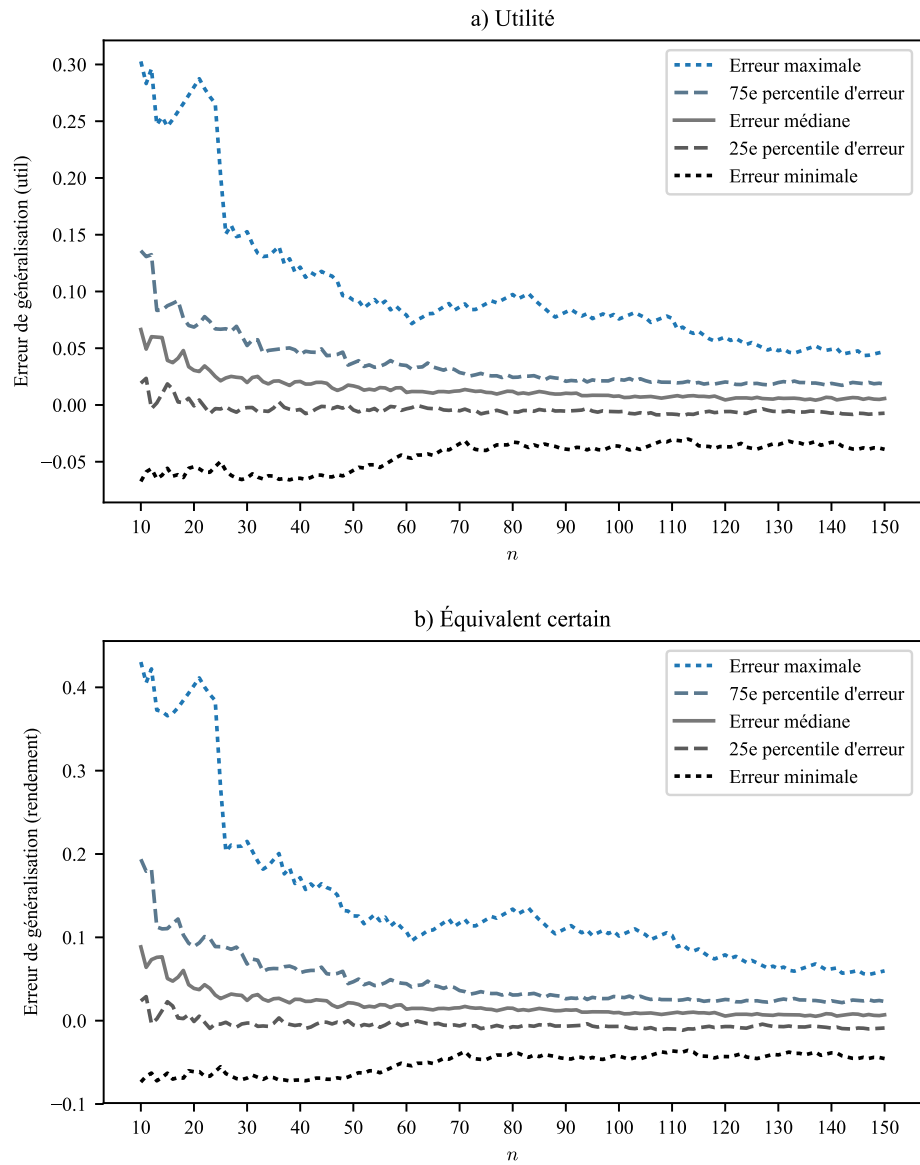 a) Utilité
Erreur de généralisation (util)
0.30
0.25
0.20
0.15
0.10
0.05
0.00
−0.05
Erreur maximale
75e percentile d'erreur
Erreur médiane
25e percentile d'erreur
Erreur minimale
10 20 30 40 50 60 70 80 90 100 110 120 130 140 150
n
b) Équivalent certain
Erreur de généralisation (rendement)
0.4
0.3
0.2
0.1
0.0
−0.1
Erreur maximale
75e percentile d'erreur
Erreur médiane
25e percentile d'erreur
Erreur minimale
10 20 30 40 50 60 70 80 90 100 110 120 130 140 150
n